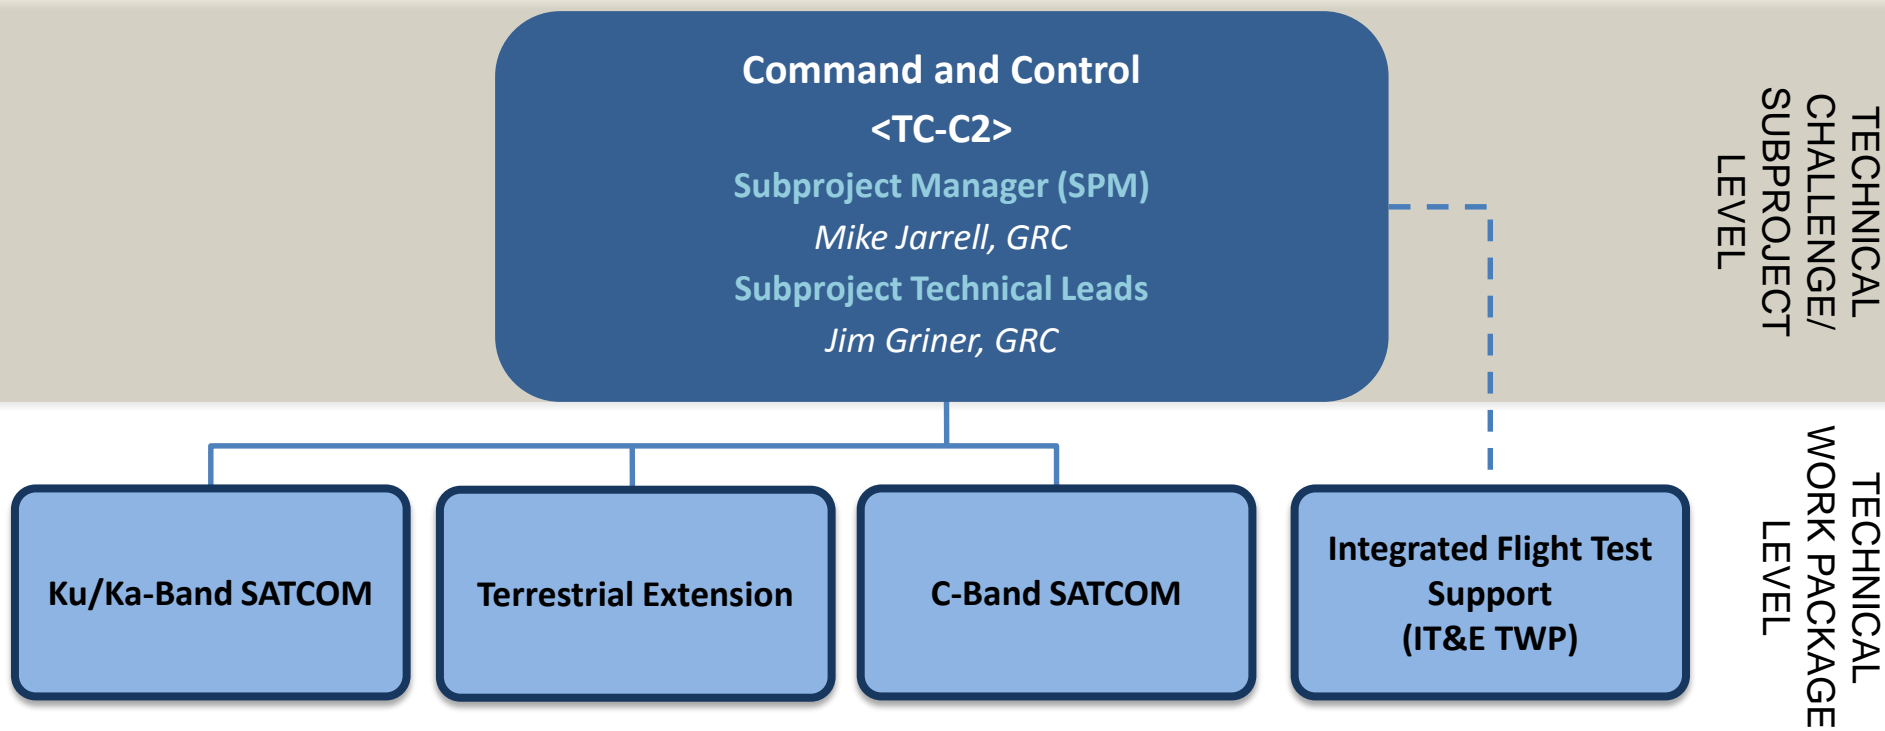 Command and Control
<TC-C2>
Subproject Manager (SPM)
Mike Jarrell, GRC
Subproject Technical Leads
Jim Griner, GRC
TECHNICAL
CHALLENGE/
SUBPROJECT
LEVEL
Ku/Ka-Band SATCOM
Terrestrial Extension
C-Band SATCOM
Integrated Flight Test
Support
(IT&E TWP)
TECHNICAL
WORK PACKAGE
LEVEL